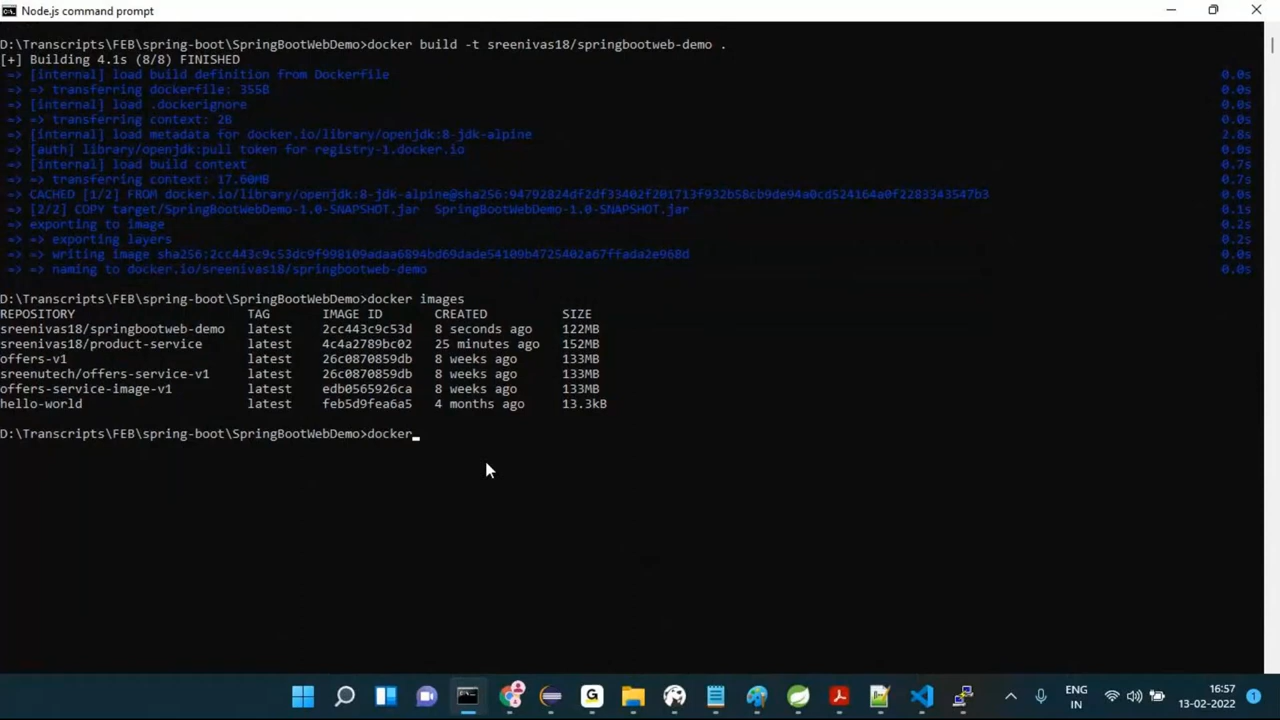 Node.js command prompt
D:\Transcripts\FEB\spring-boot\SpringBootWebDemo>docker build -t sreenivas18/springbootweb-demo .
[+] Building 4.1s (8/8) FINISHED
=> [internal] load build definition from Dockerfile 0.0s
=> => transferring dockerfile: 355B 0.0s
=> [internal] load .dockerignore 0.0s
=> => transferring context: 2B 0.0s
=> [internal] load metadata for docker.io/library/openjdk:8-jdk-alpine 2.8s
=> [auth] library/openjdk:pull token for registry-1.docker.io 0.0s
=> [internal] load build context 0.7s
=> => transferring context: 17.60MB 0.7s
=> CACHED [1/2] FROM docker.io/library/openjdk:8-jdk-alpine@sha256:94792824df2df33402f201713f932b58cb9de94a0cd524164a0f2283343547b3 0.0s
=> [2/2] COPY target/SpringBootWebDemo-1.0-SNAPSHOT.jar SpringBootWebDemo-1.0-SNAPSHOT.jar 0.1s
=> exporting to image 0.2s
=> => exporting layers 0.2s
=> => writing image sha256:2cc443c9c53dc9f998109adaa6894bd69dade54109b4725402a67ffada2e968d 0.0s
=> => naming to docker.io/sreenivas18/springbootweb-demo 0.0s
D:\Transcripts\FEB\spring-boot\SpringBootWebDemo>docker images
REPOSITORY TAG IMAGE ID CREATED SIZE
sreenivas18/springbootweb-demo latest 2cc443c9c53d 8 seconds ago 122MB
sreenivas18/product-service latest 4c4a2789bc02 25 minutes ago 152MB
offers-v1 latest 26c0870859db 8 weeks ago 133MB
sreenutech/offers-service-v1 latest 26c0870859db 8 weeks ago 133MB
offers-service-image-v1 latest edb0565926ca 8 weeks ago 133MB
hello-world latest feb5d9fea6a5 4 months ago 13.3kB
D:\Transcripts\FEB\spring-boot\SpringBootWebDemo>docker
ENG 16:57
IN 13-02-2022 1